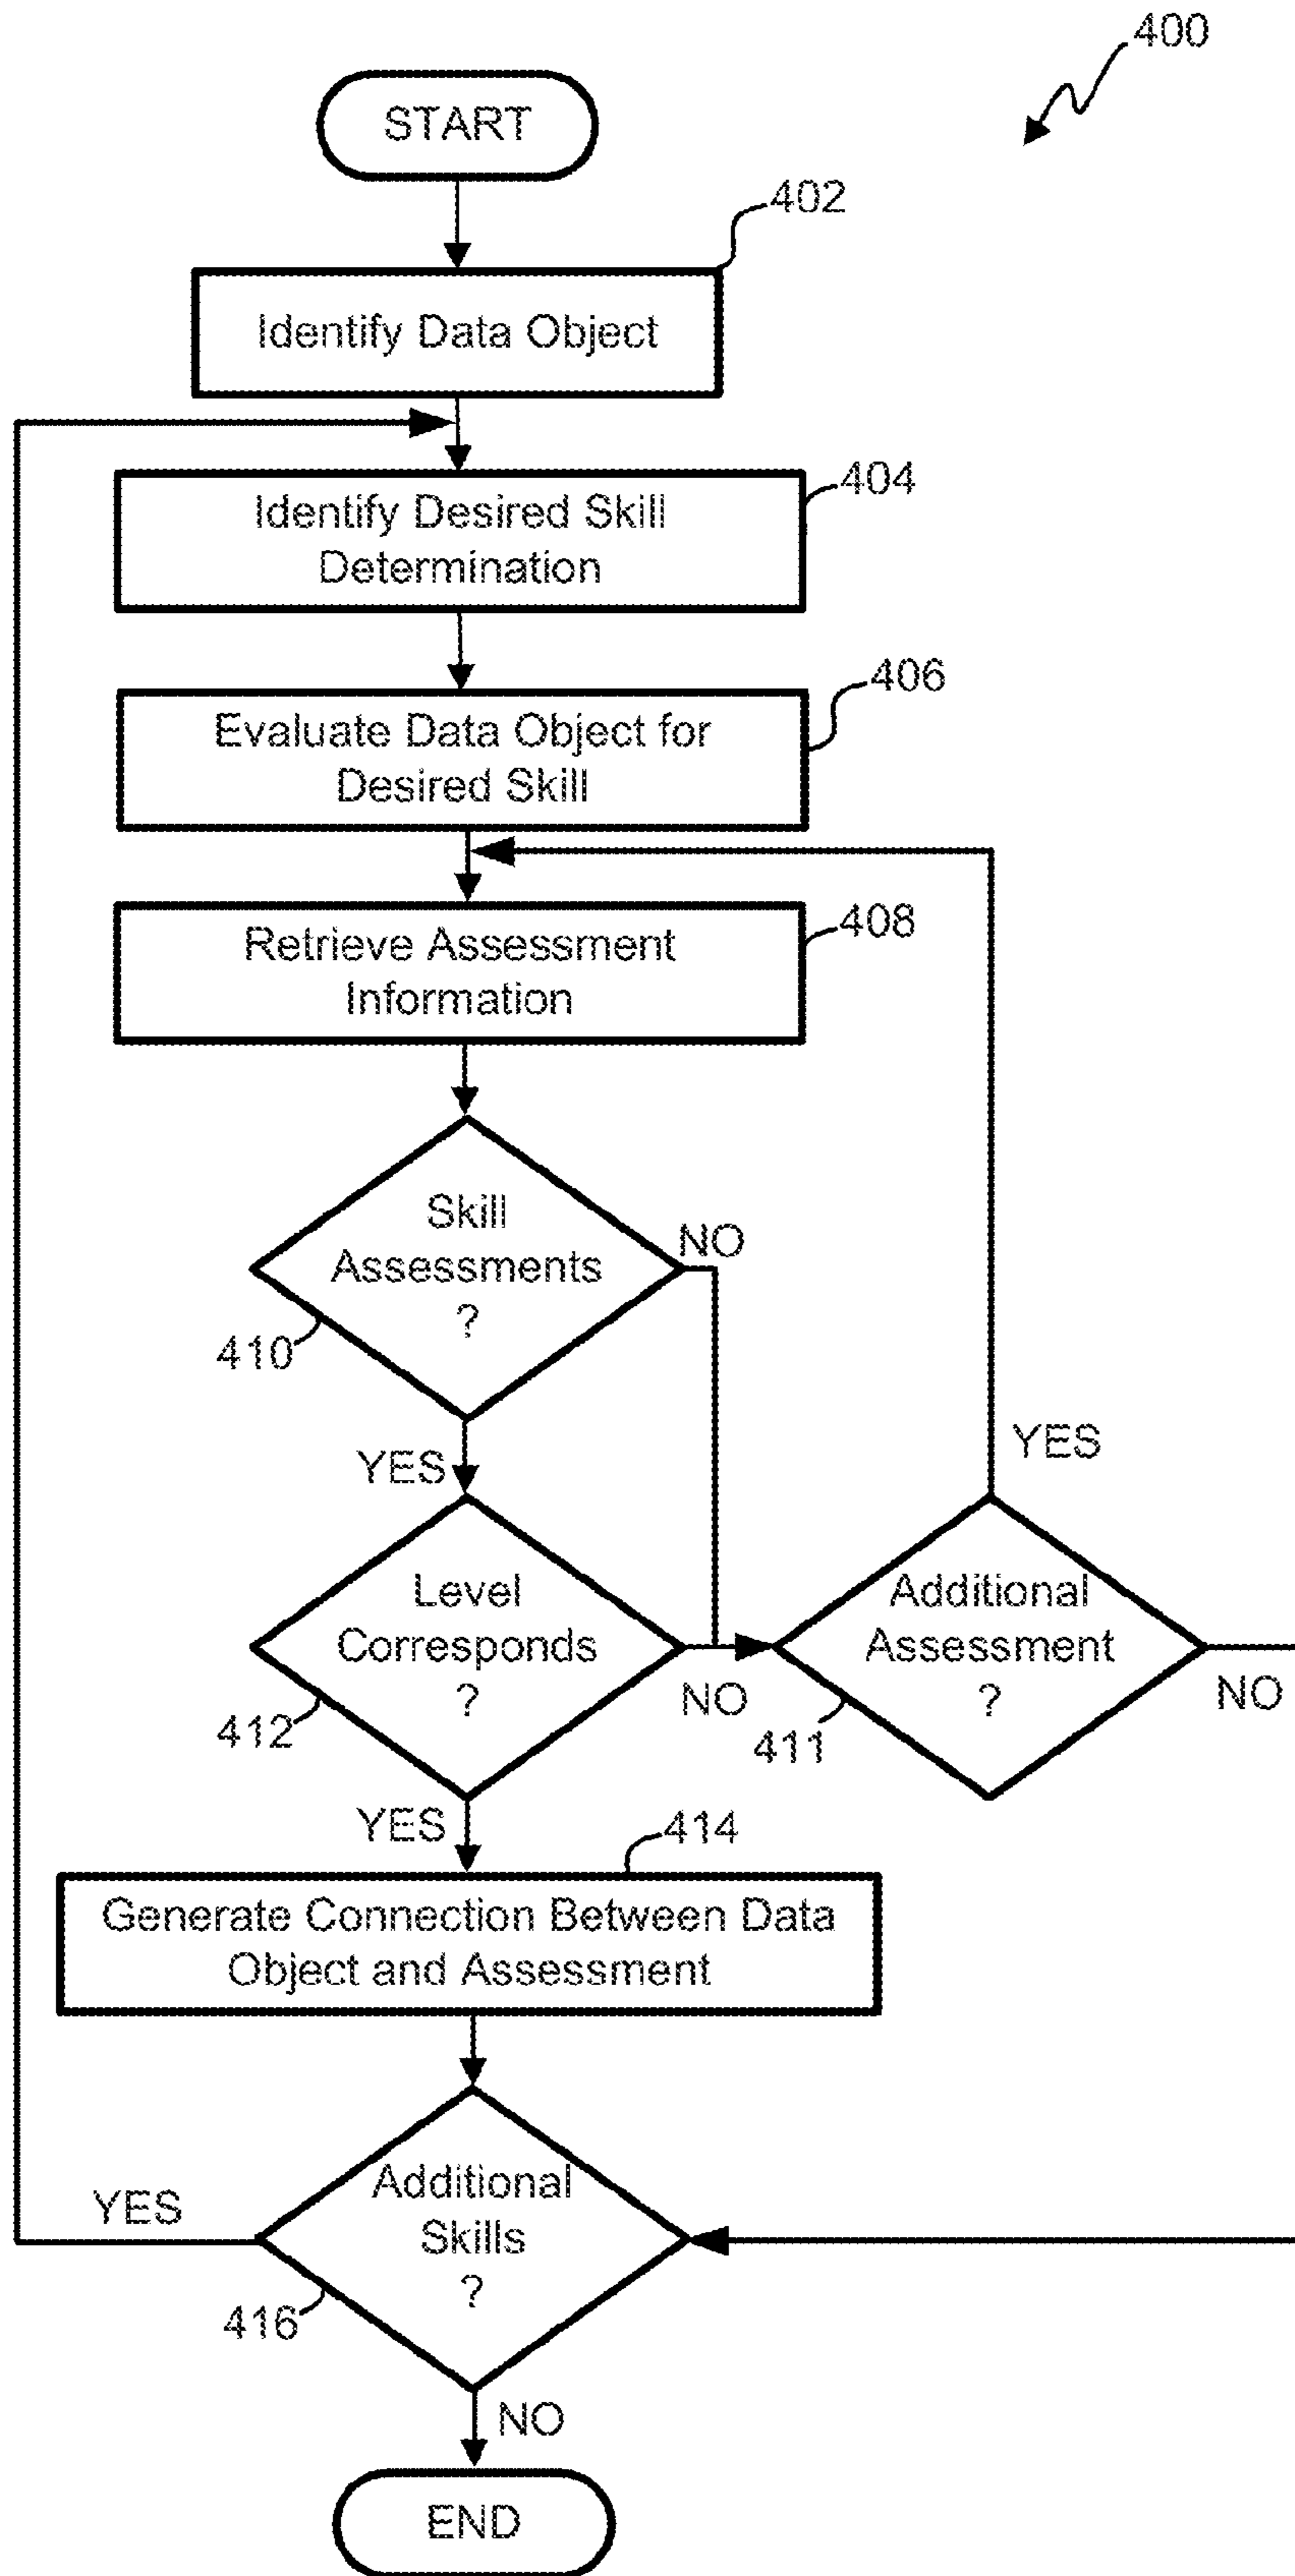 400
START
402
Identify Data Object
404
Identify Desired Skill
Determination
406
Evaluate Data Object for
Desired Skill
408
Retrieve Assessment
Information
Skill
Assessments
?
NO
410
YES
YES
Level
Corresponds
?
NO
412
Additional
Assessment
?
NO
411
YES
414
Generate Connection Between Data
Object and Assessment
Additional
Skills
?
YES
416
NO
END